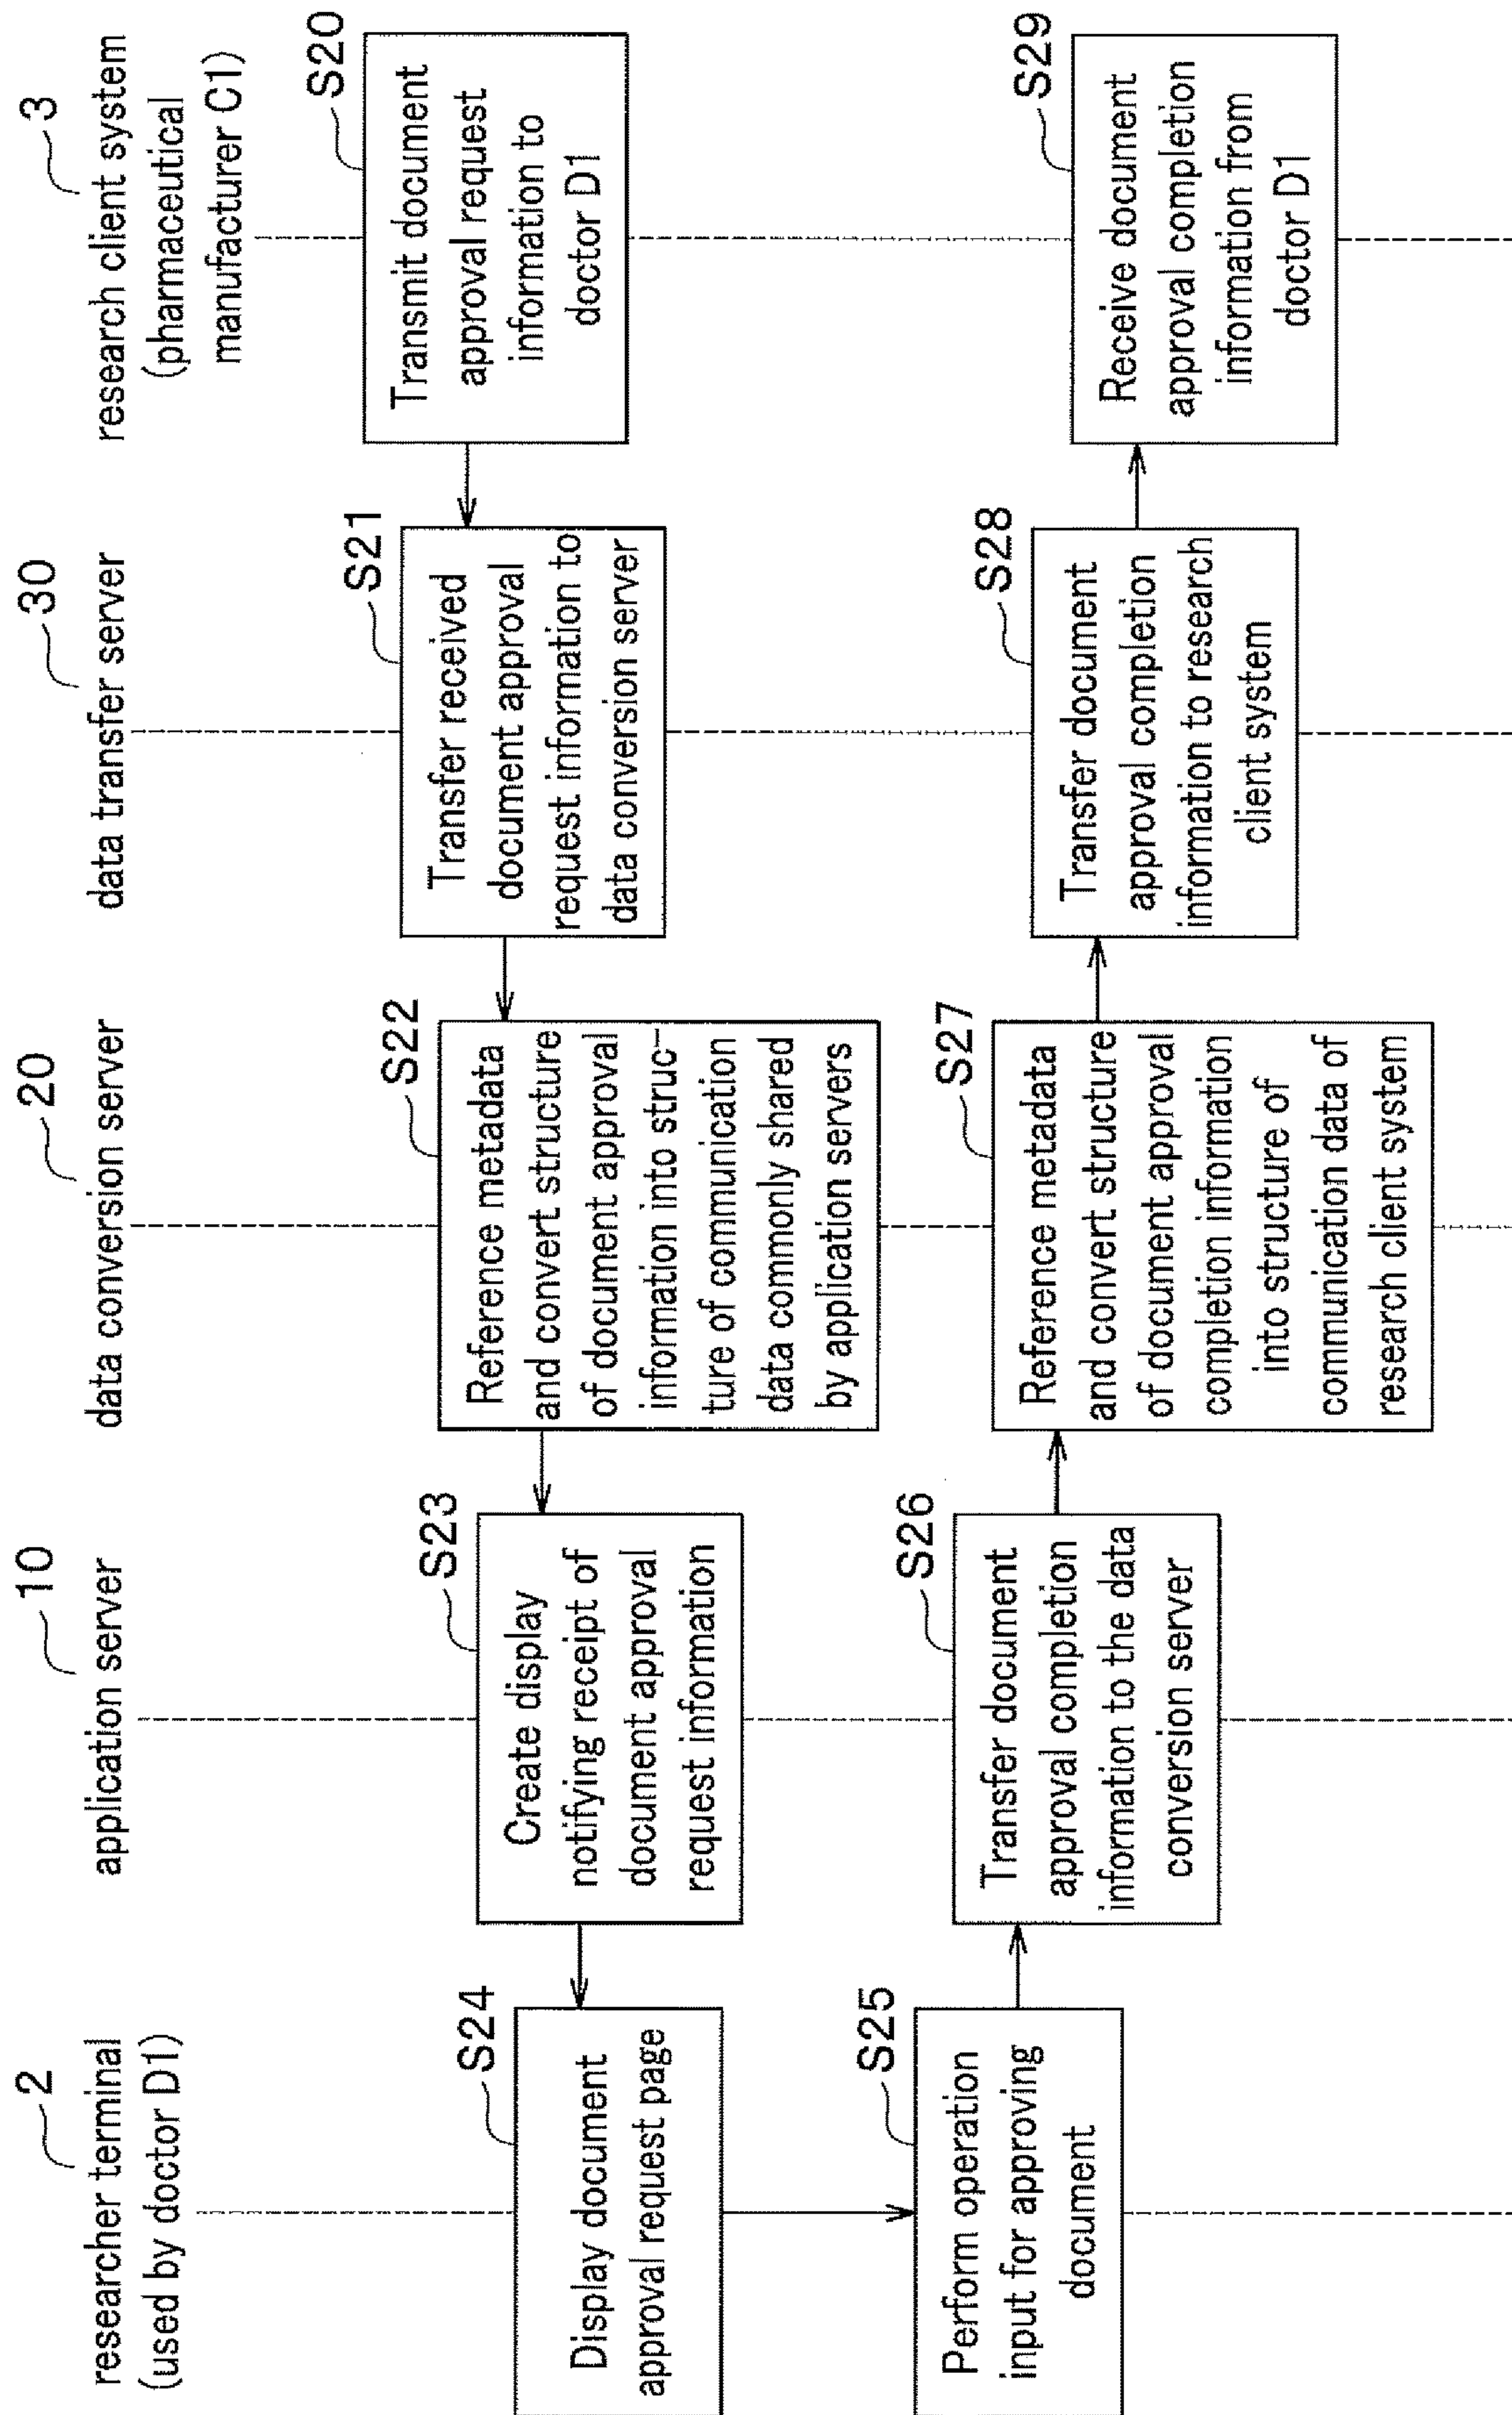 2
researcher terminal
(used by doctor D1)
10
application server
20
data conversion server
30
data transfer server
3
research client system
(pharmaceutical
manufacturer C1)
S20
Transmit document
approval request
information to
doctor D1
S21
Transfer received
document approval
request information to
data conversion server
S22
Reference metadata
and convert structure
of document approval
information into struc-
ture of communication
data commonly shared
by application servers
S23
Create display
notifying receipt of
document approval
request information
S24
Display document
approval request page
S25
Perform operation
input for approving
document
S26
Transfer document
approval completion
information to the data
conversion server
S27
Reference metadata
and convert structure
of document approval
completion information
into structure of
communication data of
research client system
S28
Transfer document
approval completion
information to research
client system
S29
Receive document
approval completion
information from
doctor D1